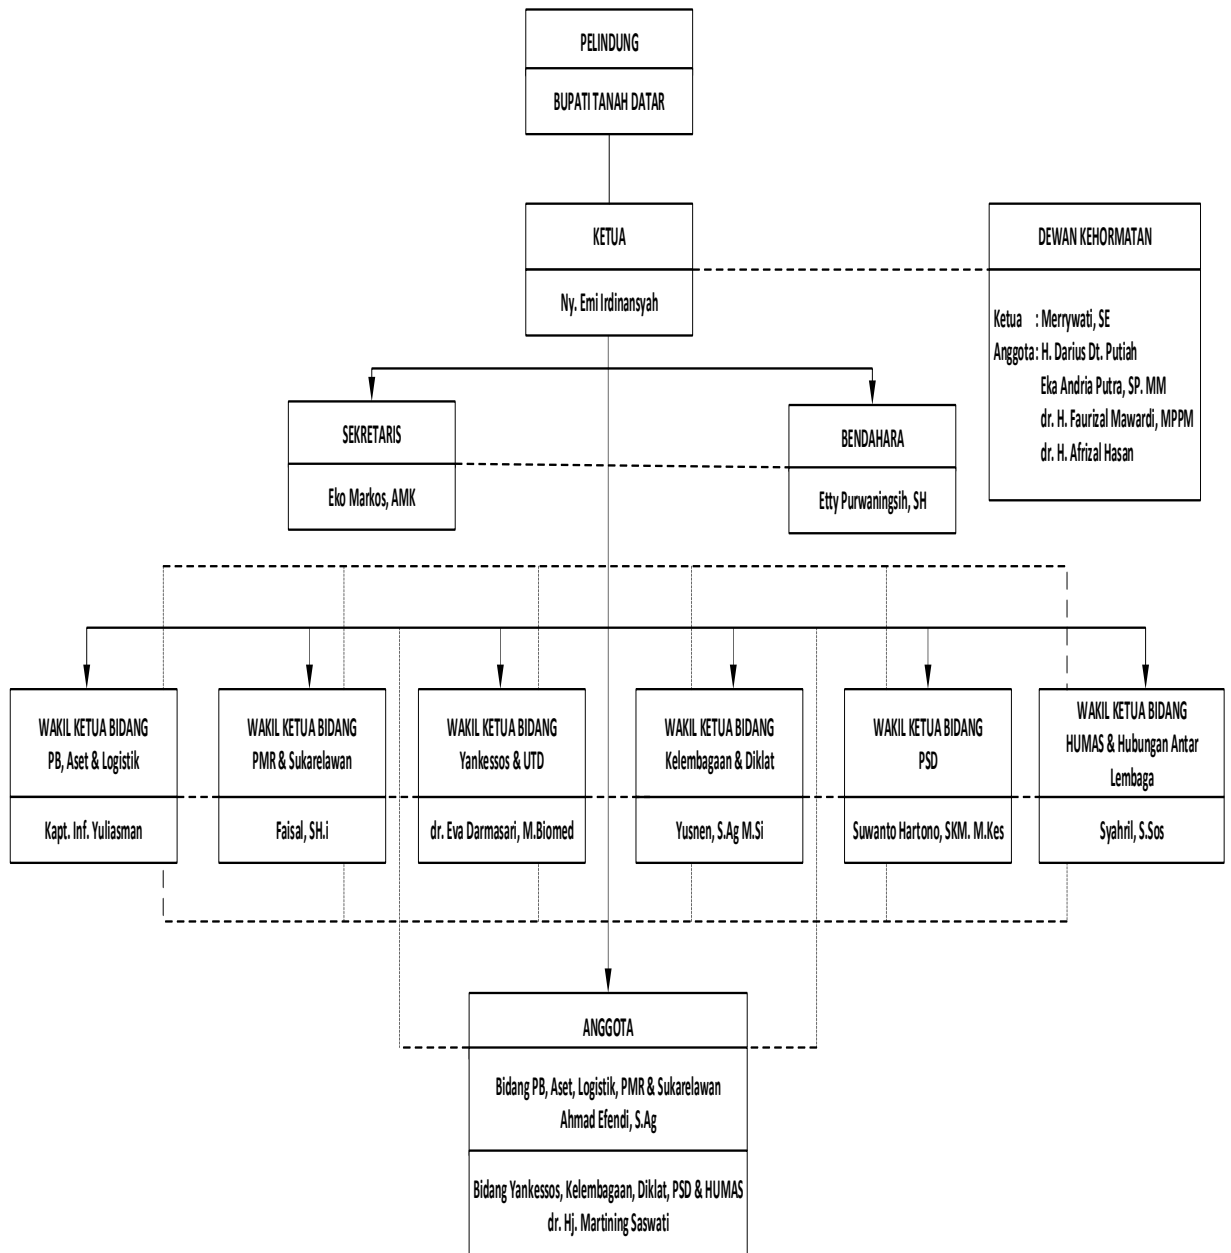 PELINDUNG
BUPATI TANAH DATAR
KETUA
Ny. Emi Irdinansyah
DEWAN KEHORMATAN
Ketua : Merrywati, SE
Anggota : H. Darius Dt. Putiah
Eka Andria Putra, SP. MM
dr. H. Faurizal Mawardi, MPPM
dr. H. Afrizal Hasan
SEKRETARIS
Eko Markos, AMK
BENDAHARA
Etty Purwaningsih, SH
WAKIL KETUA BIDANG
PB, Aset & Logistik
Kapt. Inf. Yuliasman
WAKIL KETUA BIDANG
PMR & Sukarelawan
Faisal, SH.i
WAKIL KETUA BIDANG
Yankessos & UTD
dr. Eva Darmasari, M.Biomed
WAKIL KETUA BIDANG
Kelembagaan & Diklat
Yusnen, S.Ag M.Si
WAKIL KETUA BIDANG
PSD
Suwanto Hartono, SKM. M.Kes
WAKIL KETUA BIDANG
HUMAS & Hubungan Antar
Lembaga
Syahril, S.Sos
ANGGOTA
Bidang PB, Aset, Logistik, PMR & Sukarelawan
Ahmad Efendi, S.Ag
Bidang Yankessos, Kelembagaan, Diklat, PSD & HUMAS
dr. Hj. Martining Saswati